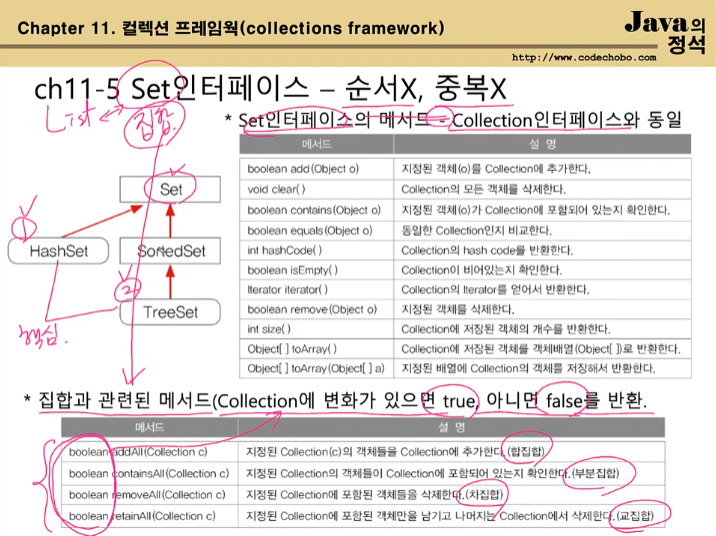 Chapter 11. 컬렉션 프레임웍(collections framework)
Java의 정석
http://www.codechobo.com
ch11-5 Set인터페이스 – 순서X, 중복X
List 집합
* Set인터페이스의 메서드 - Collection인터페이스와 동일
메서드 설 명
boolean add(Object o) 지정된 객체(o)를 Collection에 추가한다.
void clear() Collection의 모든 객체를 삭제한다.
boolean contains(Object o) 지정된 객체(o)가 Collection에 포함되어 있는지 확인한다.
boolean equals(Object o) 동일한 Collection인지 비교한다.
int hashCode() Collection의 hash code를 반환한다.
boolean isEmpty() Collection이 비어있는지 확인한다.
Iterator iterator() Collection의 Iterator를 얻어서 반환한다.
boolean remove(Object o) 지정된 객체를 삭제한다.
int size() Collection에 저장된 객체의 개수를 반환한다.
Object[ ] toArray() Collection에 저장된 객체를 객체배열(Object[ ])로 반환한다.
Object[ ] toArray(Object[ ] a) 지정된 배열에 Collection의 객체를 저장해서 반환한다.
Set
①
HashSet SortedSet
②
TreeSet
핵심.
* 집합과 관련된 메서드(Collection에 변화가 있으면 true, 아니면 false를 반환.
메서드 설 명
boolean addAll(Collection c) 지정된 Collection(c)의 객체들을 Collection에 추가한다.(합집합)
boolean containsAll(Collection c) 지정된 Collection의 객체들이 Collection에 포함되어 있는지 확인한다.(부분집합)
boolean removeAll(Collection c) 지정된 Collection에 포함된 객체들을 삭제한다.(차집합)
boolean retainAll(Collection c) 지정된 Collection에 포함된 객체만을 남기고 나머지는 Collection에서 삭제한다.(교집합)